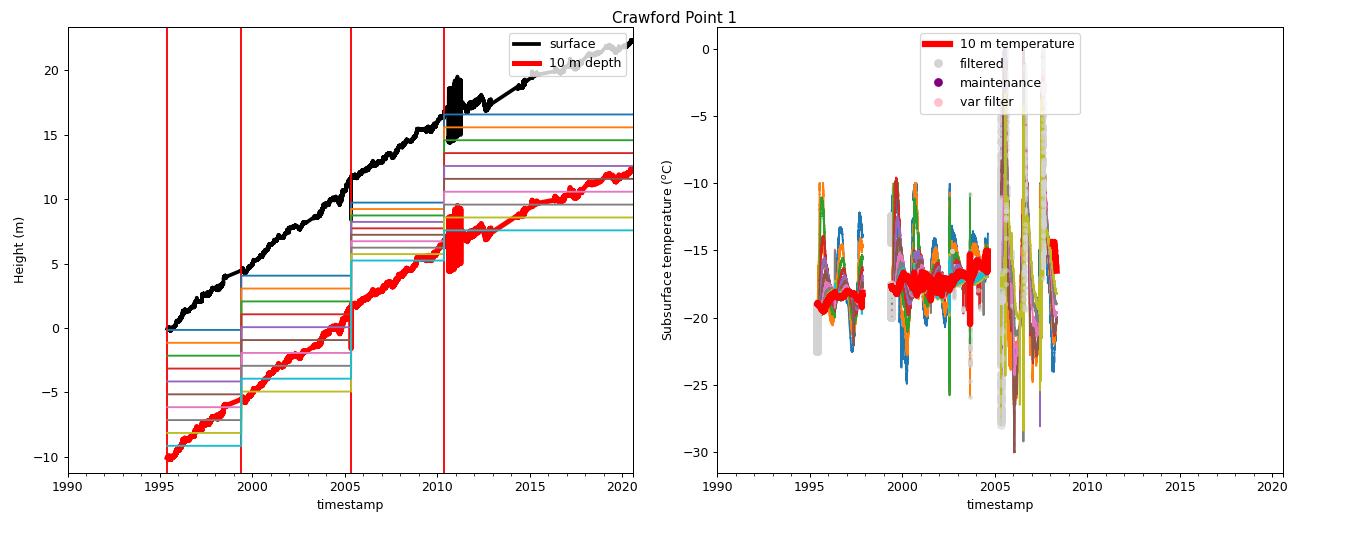 Crawford Point 1
surface
10 m depth
20
15
10
5
0
−5
−10
Height (m)
1990
1995
2000
2005
2010
2015
2020
timestamp
10 m temperature
filtered
maintenance
var filter
0
−5
−10
−15
−20
−25
−30
Subsurface temperature (°C)
1990
1995
2000
2005
2010
2015
2020
timestamp